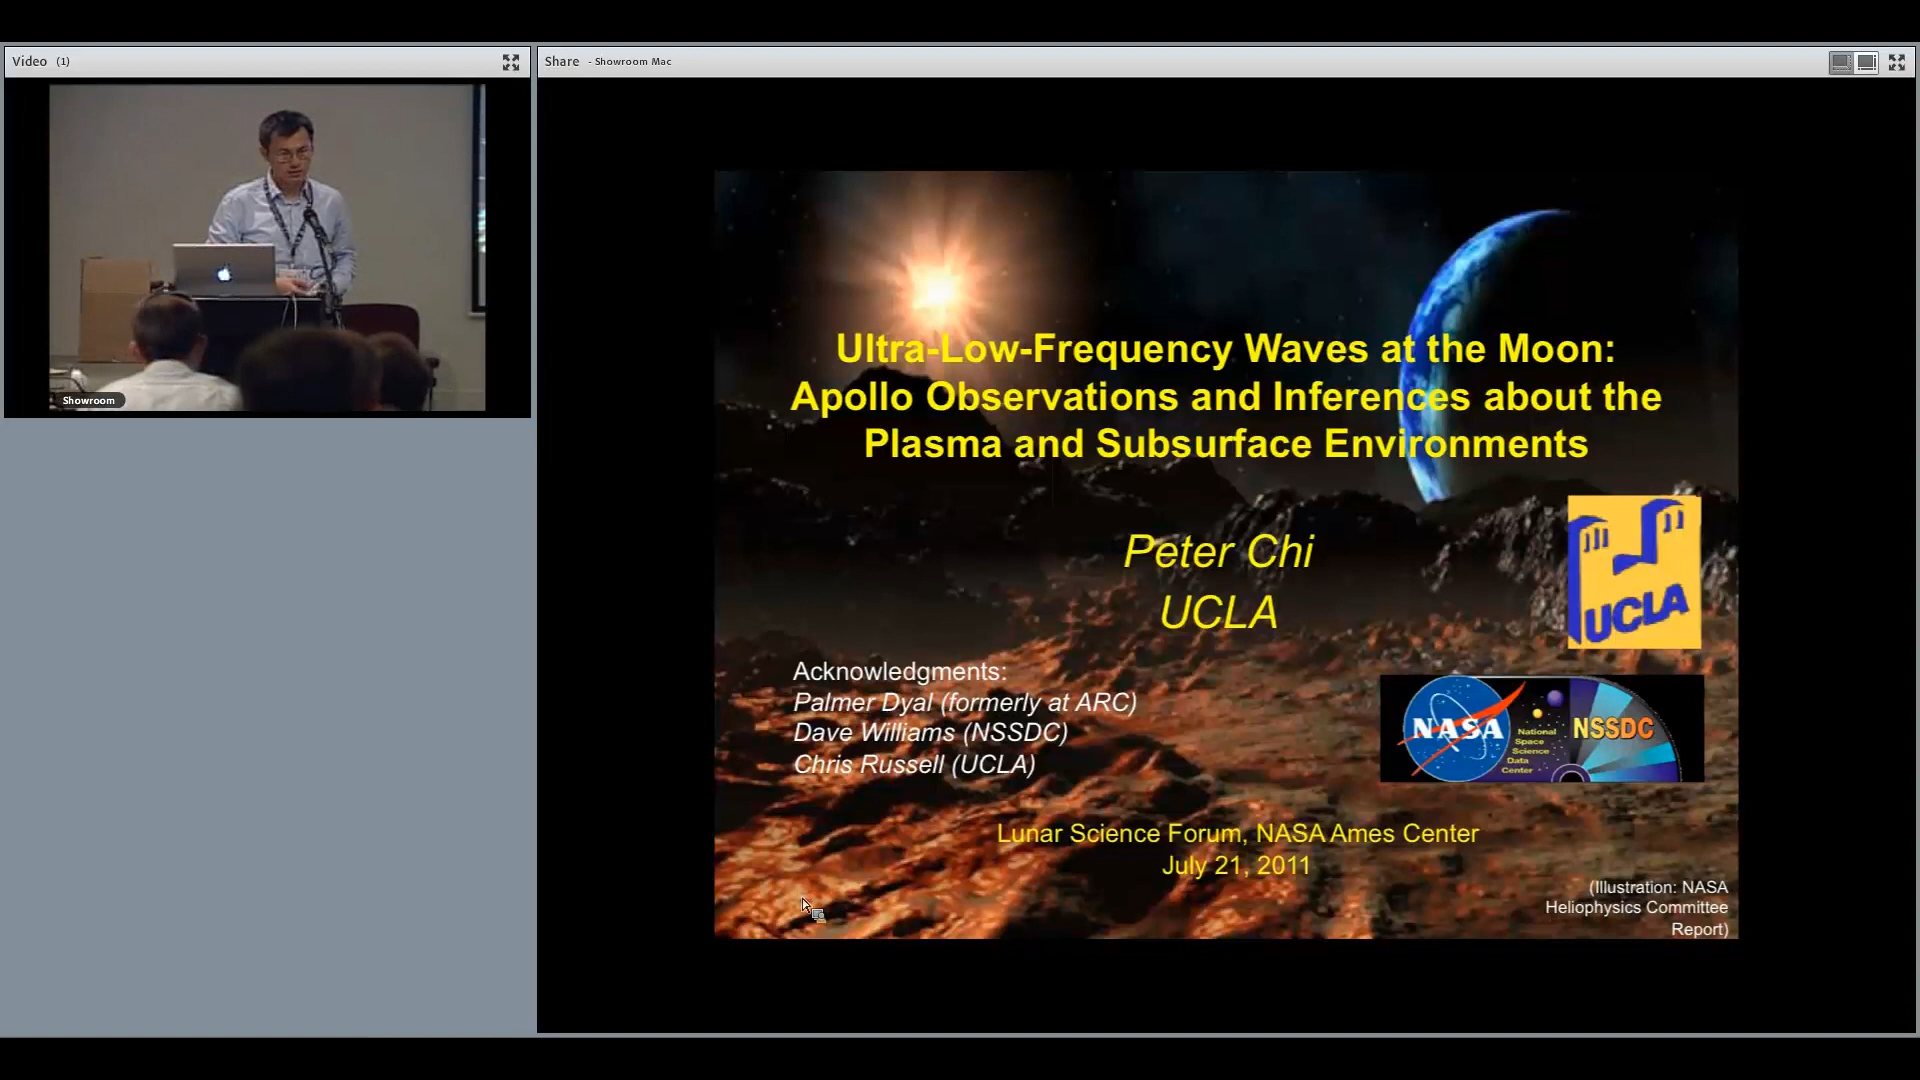 Video (1)
Showroom
Share - Showroom Mac
Ultra-Low-Frequency Waves at the Moon:
Apollo Observations and Inferences about the
Plasma and Subsurface Environments
Peter Chi
UCLA
UCLA
Acknowledgments:
Palmer Dyal (formerly at ARC)
Dave Williams (NSSDC)
Chris Russell (UCLA)
NASA
National
Space
Science
Data
Center
NSSDC
Lunar Science Forum, NASA Ames Center
July 21, 2011
(Illustration: NASA
Heliophysics Committee
Report)